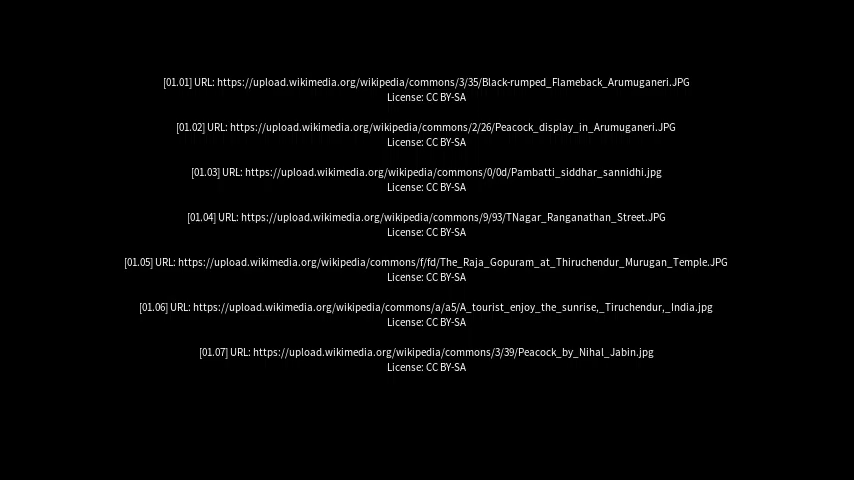 [01.01] URL: https://upload.wikimedia.org/wikipedia/commons/3/35/Black-rumped_Flameback_Arumuganeri.JPG
License: CC BY-SA
[01.02] URL: https://upload.wikimedia.org/wikipedia/commons/2/26/Peacock_display_in_Arumuganeri.JPG
License: CC BY-SA
[01.03] URL: https://upload.wikimedia.org/wikipedia/commons/0/0d/Pambatti_siddhar_sannidhi.jpg
License: CC BY-SA
[01.04] URL: https://upload.wikimedia.org/wikipedia/commons/9/93/TNagar_Ranganathan_Street.JPG
License: CC BY-SA
[01.05] URL: https://upload.wikimedia.org/wikipedia/commons/f/fd/The_Raja_Gopuram_at_Thiruchendur_Murugan_Temple.JPG
License: CC BY-SA
[01.06] URL: https://upload.wikimedia.org/wikipedia/commons/a/a5/A_tourist_enjoy_the_sunrise,_Tiruchendur,_India.jpg
License: CC BY-SA
[01.07] URL: https://upload.wikimedia.org/wikipedia/commons/3/39/Peacock_by_Nihal_Jabin.jpg
License: CC BY-SA